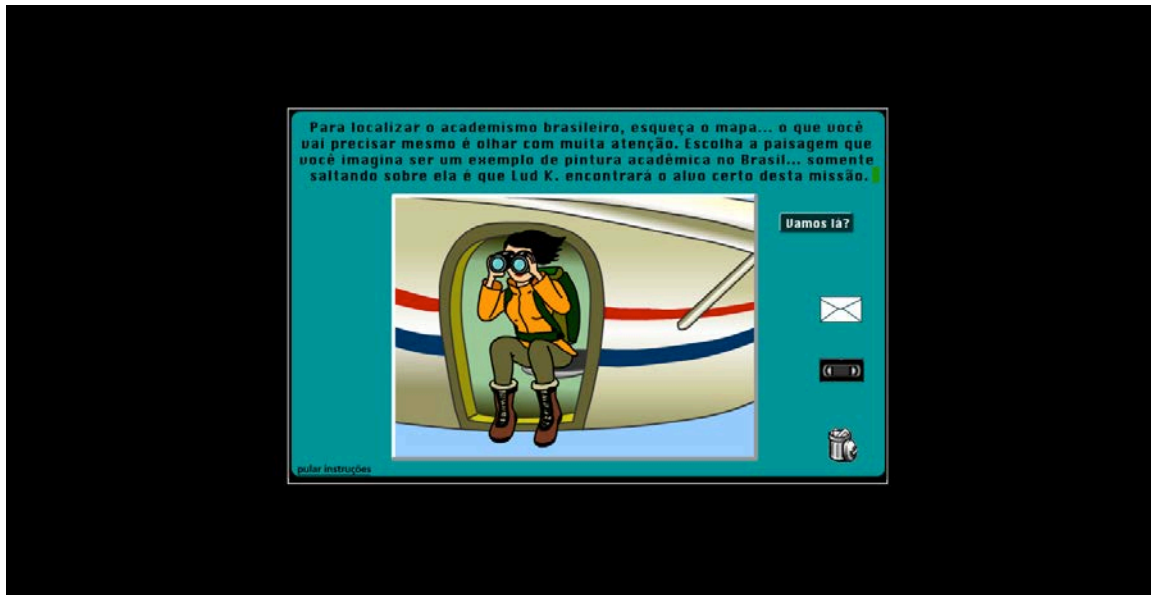 Para localizar o academismo brasileiro, esqueça o mapa... o que você
vai precisar mesmo é olhar com muita atenção. Escolha a paisagem que
você imagina ser um exemplo de pintura acadêmica no Brasil... somente
saltando sobre ela é que Lud K. encontrará o alvo certo desta missão.
Vamos lá?
pular instruções